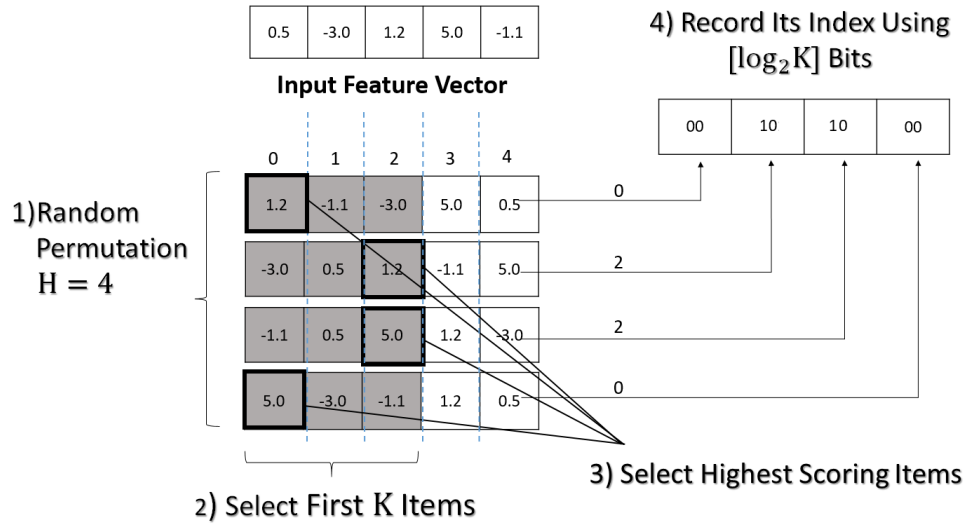 0.5 -3.0 1.2 5.0 -1.1
Input Feature Vector
4) Record Its Index Using
[log₂K] Bits
00 10 10 00
1)Random
Permutation
H = 4
0 1 2 3 4
1.2 -1.1 -3.0 5.0 0.5
0
-3.0 0.5 1.2 -1.1 5.0
2
-1.1 0.5 5.0 1.2 -3.0
2
5.0 -3.0 -1.1 1.2 0.5
0
2) Select First K Items
3) Select Highest Scoring Items